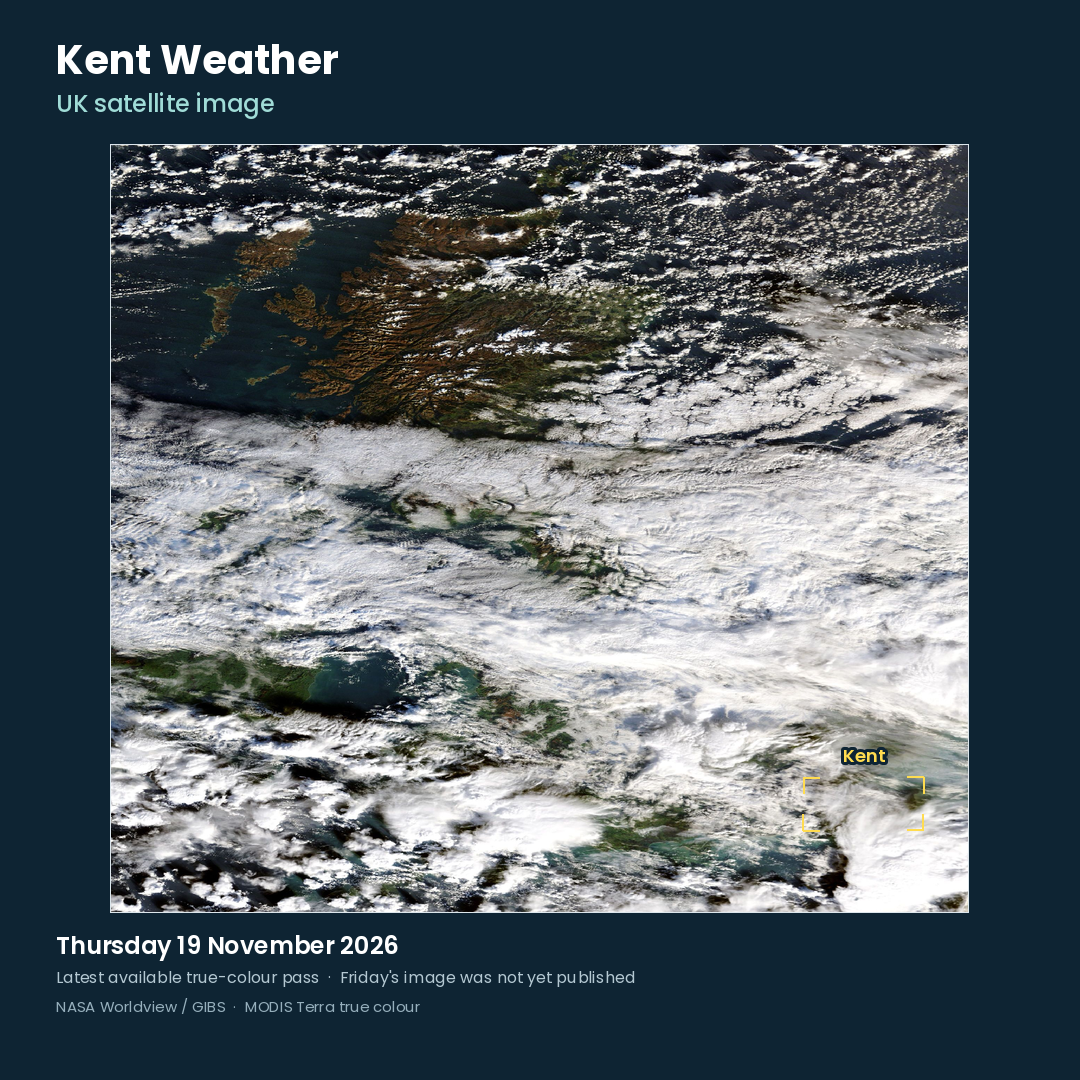 Kent Weather
UK satellite image
Kent
Thursday 19 November 2026
Latest available true-colour pass · Friday's image was not yet published
NASA Worldview / GIBS · MODIS Terra true colour